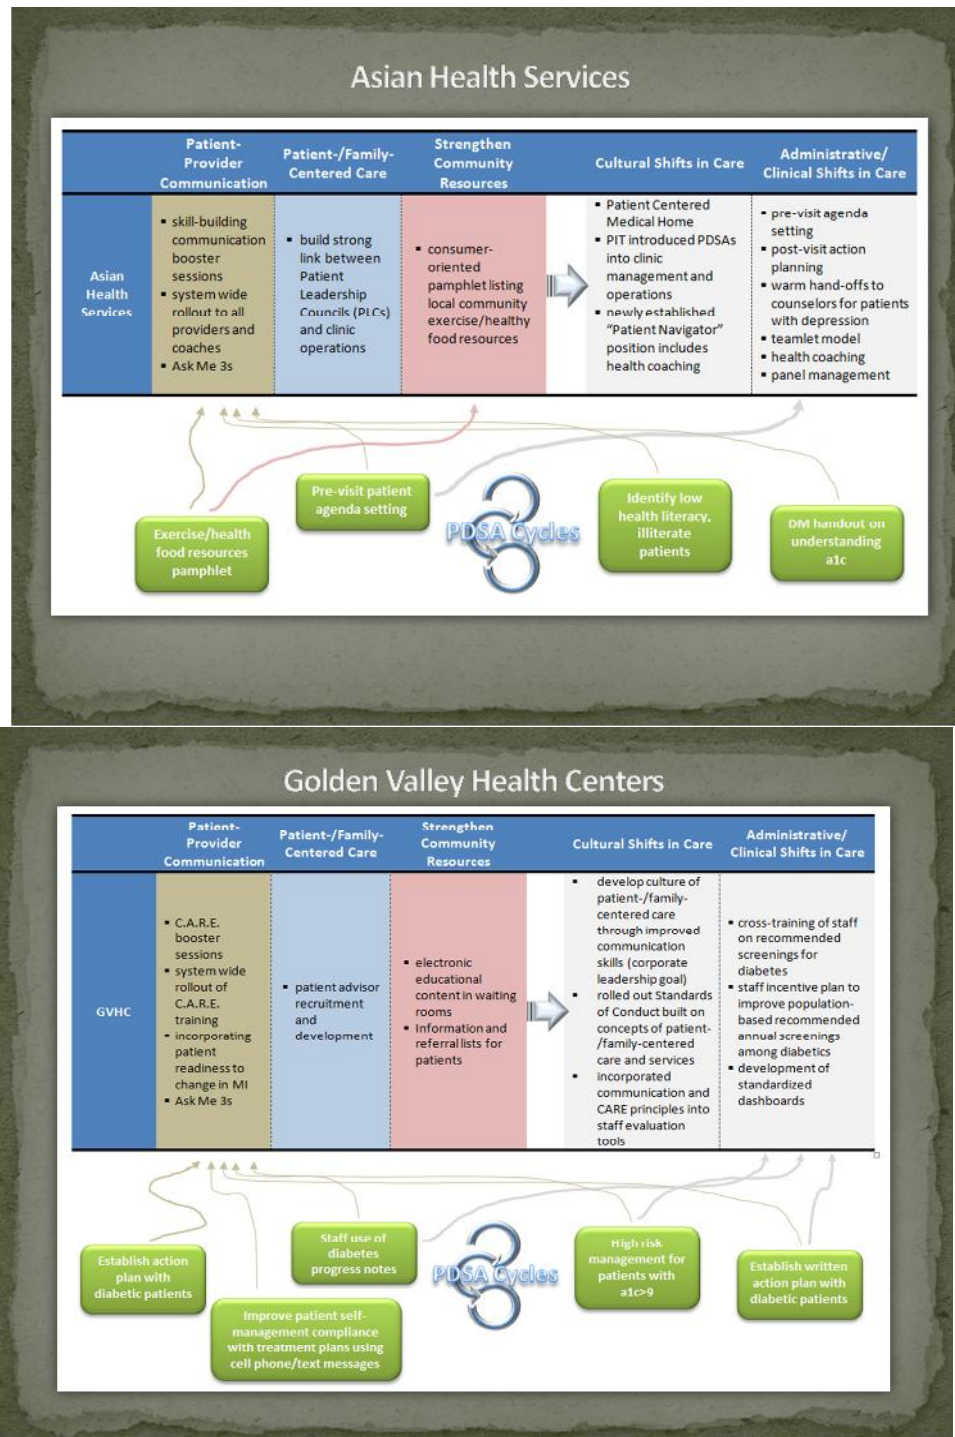 Asian Health Services
Patient-
Provider
Communication
Patient-/Family-
Centered Care
Strengthen
Community
Resources
Cultural Shifts in Care
Administrative/
Clinical Shifts in Care
Asian
Health
Services
▪ skill-building
communication
booster
sessions
▪ system wide
rollout to all
providers and
coaches
▪ Ask Me 3s
▪ build strong
link between
Patient
Leadership
Councils (PLCs)
and clinic
operations
▪ consumer-
oriented
pamphlet listing
local community
exercise/healthy
food resources
▪ Patient Centered
Medical Home
▪ PIT introduced PDSAs
into clinic
management and
operations
▪ newly established
"Patient Navigator"
position includes
health coaching
▪ pre-visit agenda
setting
▪ post-visit action
planning
▪ warm hand-offs to
counselors for patients
with depression
▪ teamlet model
▪ health coaching
▪ panel management
Exercise/health
food resources
pamphlet
Pre-visit patient
agenda setting
PDSA Cycles
Identify low
health literacy,
illiterate
patients
DM handout on
understanding
a1c
Golden Valley Health Centers
Patient-
Provider
Communication
Patient-/Family-
Centered Care
Strengthen
Community
Resources
Cultural Shifts in Care
Administrative/
Clinical Shifts in Care
GVHC
▪ C.A.R.E.
booster
sessions
▪ system wide
rollout of
C.A.R.E.
training
▪ incorporating
patient
readiness to
change in MI
▪ Ask Me 3s
▪ patient advisor
recruitment
and
development
▪ electronic
educational
content in waiting
rooms
▪ Information and
referral lists for
patients
▪ develop culture of
patient-/family-
centered care
through improved
communication
skills (corporate
leadership goal)
▪ rolled out Standards
of Conduct built on
concepts of patient-
/family-centered
care and services
▪ incorporated
communication and
CARE principles into
staff evaluation
tools
▪ cross-training of staff
on recommended
screenings for
diabetes
▪ staff incentive plan to
improve population-
based recommended
annual screenings
among diabetics
▪ development of
standardized
dashboards
Establish action
plan with
diabetic patients
Staff use of
diabetes
progress notes
Improve patient self-
management compliance
with treatment plans using
cell phone/text messages
PDSA Cycles
High risk
management for
patients with
a1c>9
Establish written
action plan with
diabetic patients